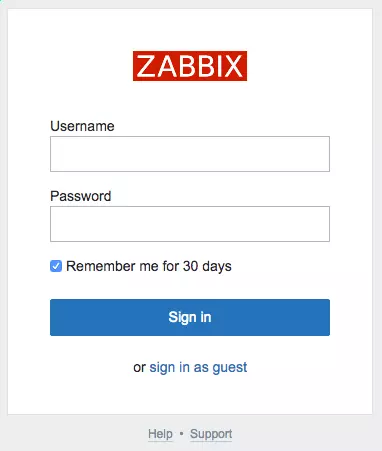 ZABBIX
Username
Password
Remember me for 30 days
Sign in
or sign in as guest
Help • Support